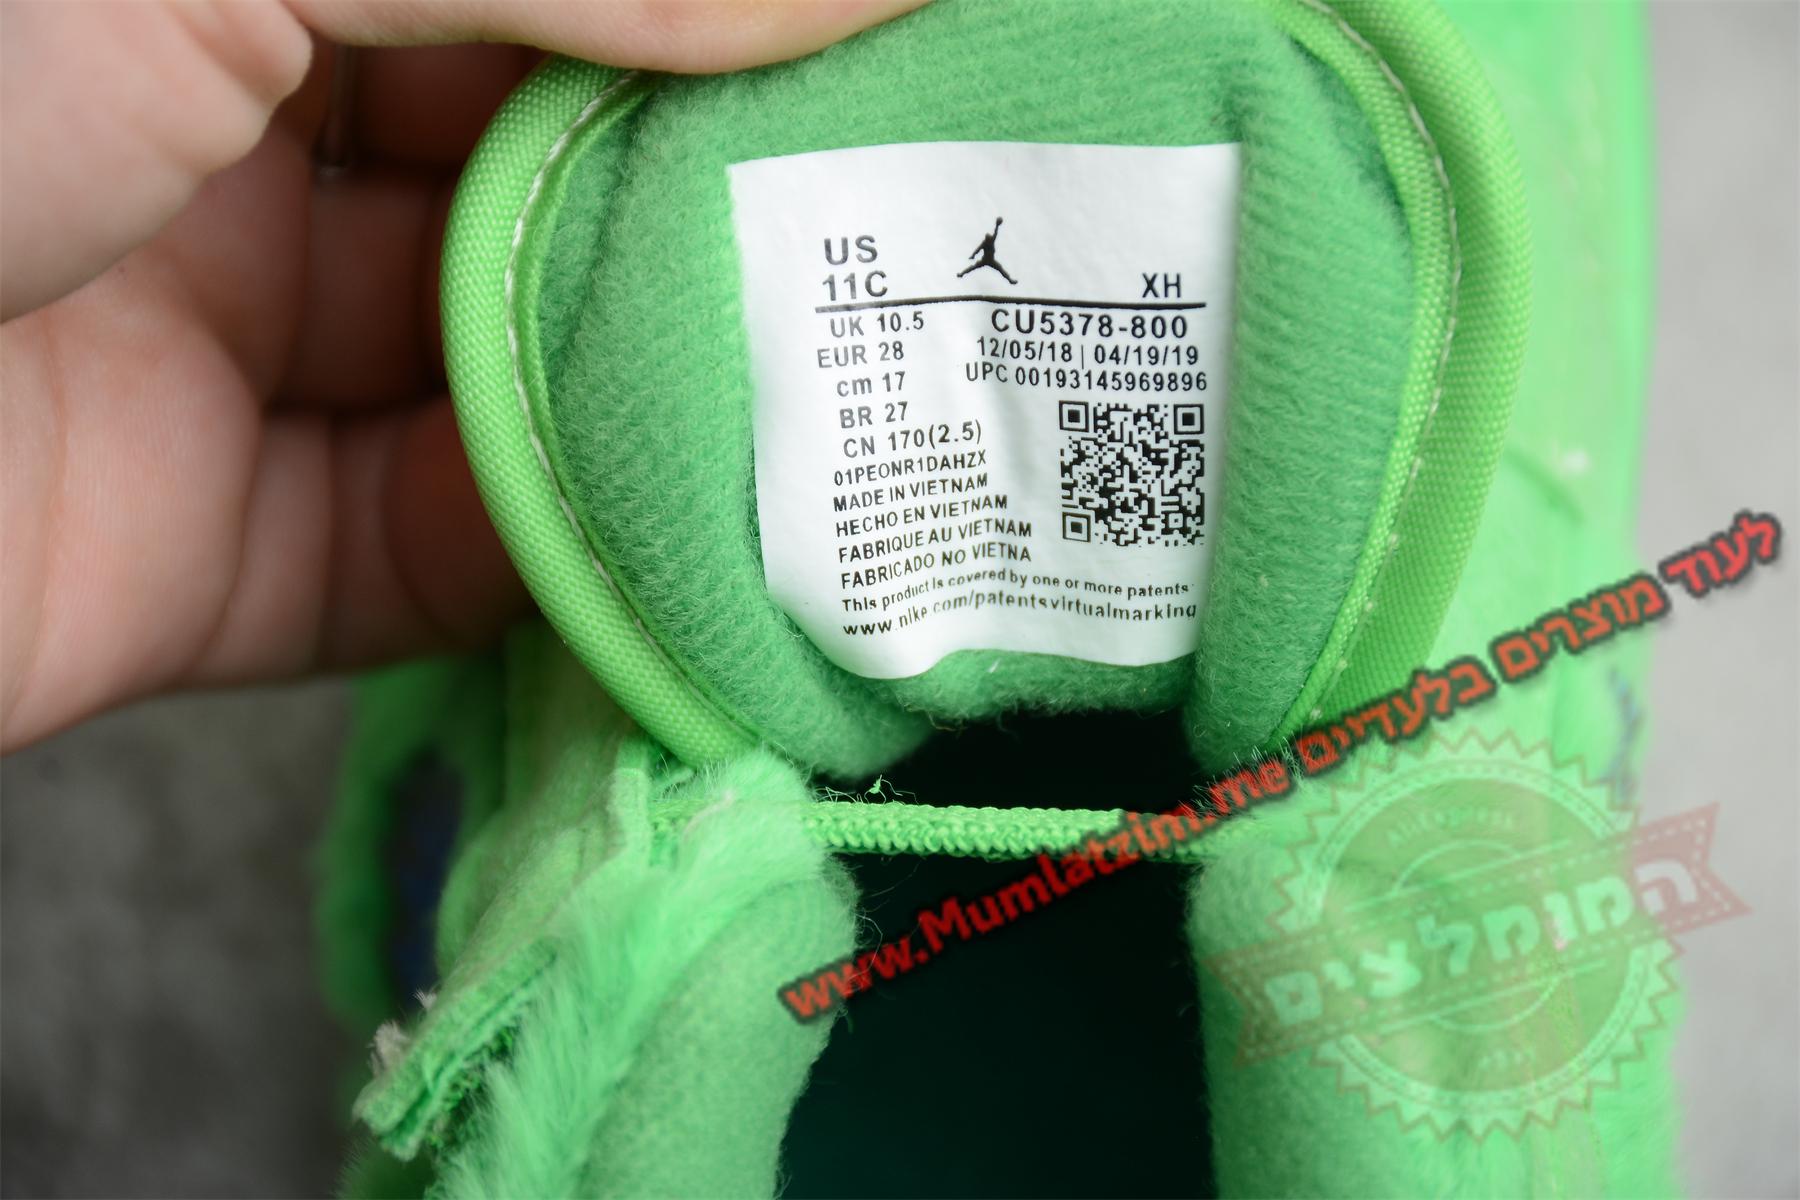 US
11C XH
UK 10.5 CU5378-800
EUR 28 12/05/18 | 04/19/19
cm 17 UPC 00193145969896
BR 27
CN 170(2.5)
01PEONR1DAHZX
MADE IN VIETNAM
HECHO EN VIETNAM
FABRIQUE AU VIETNAM
FABRICADO NO VIETNA
This product is covered by one or more patents
www.nike.com/patentsvirtualmarking
לעוד מוצרים בלעדיים www.Mumlatzim.me
המומלצים